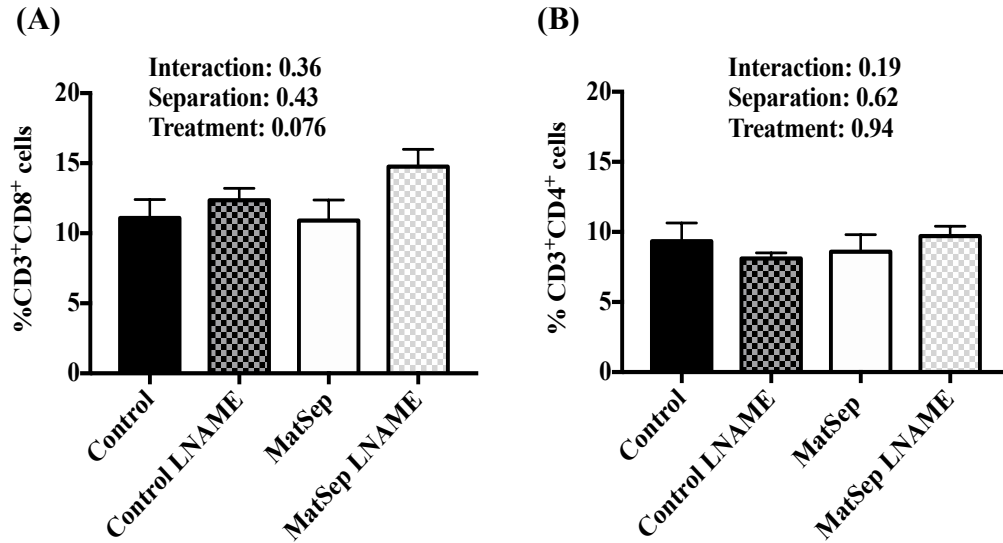 (A)
Interaction: 0.36
Separation: 0.43
Treatment: 0.076
%CD3+CD8+ cells
20
15
10
5
0
Control
Control LNAME
MatSep
MatSep LNAME
(B)
Interaction: 0.19
Separation: 0.62
Treatment: 0.94
% CD3+CD4+ cells
20
15
10
5
0
Control
Control LNAME
MatSep
MatSep LNAME